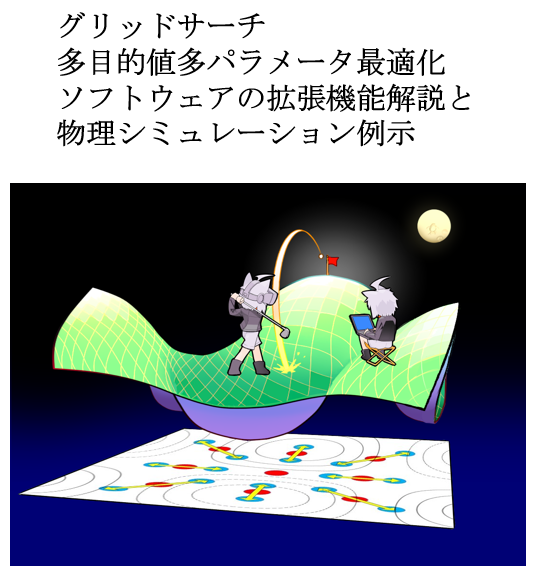 グリッドサーチ
多目的値多パラメータ最適化
ソフトウェアの拡張機能解説と
物理シミュレーション例示